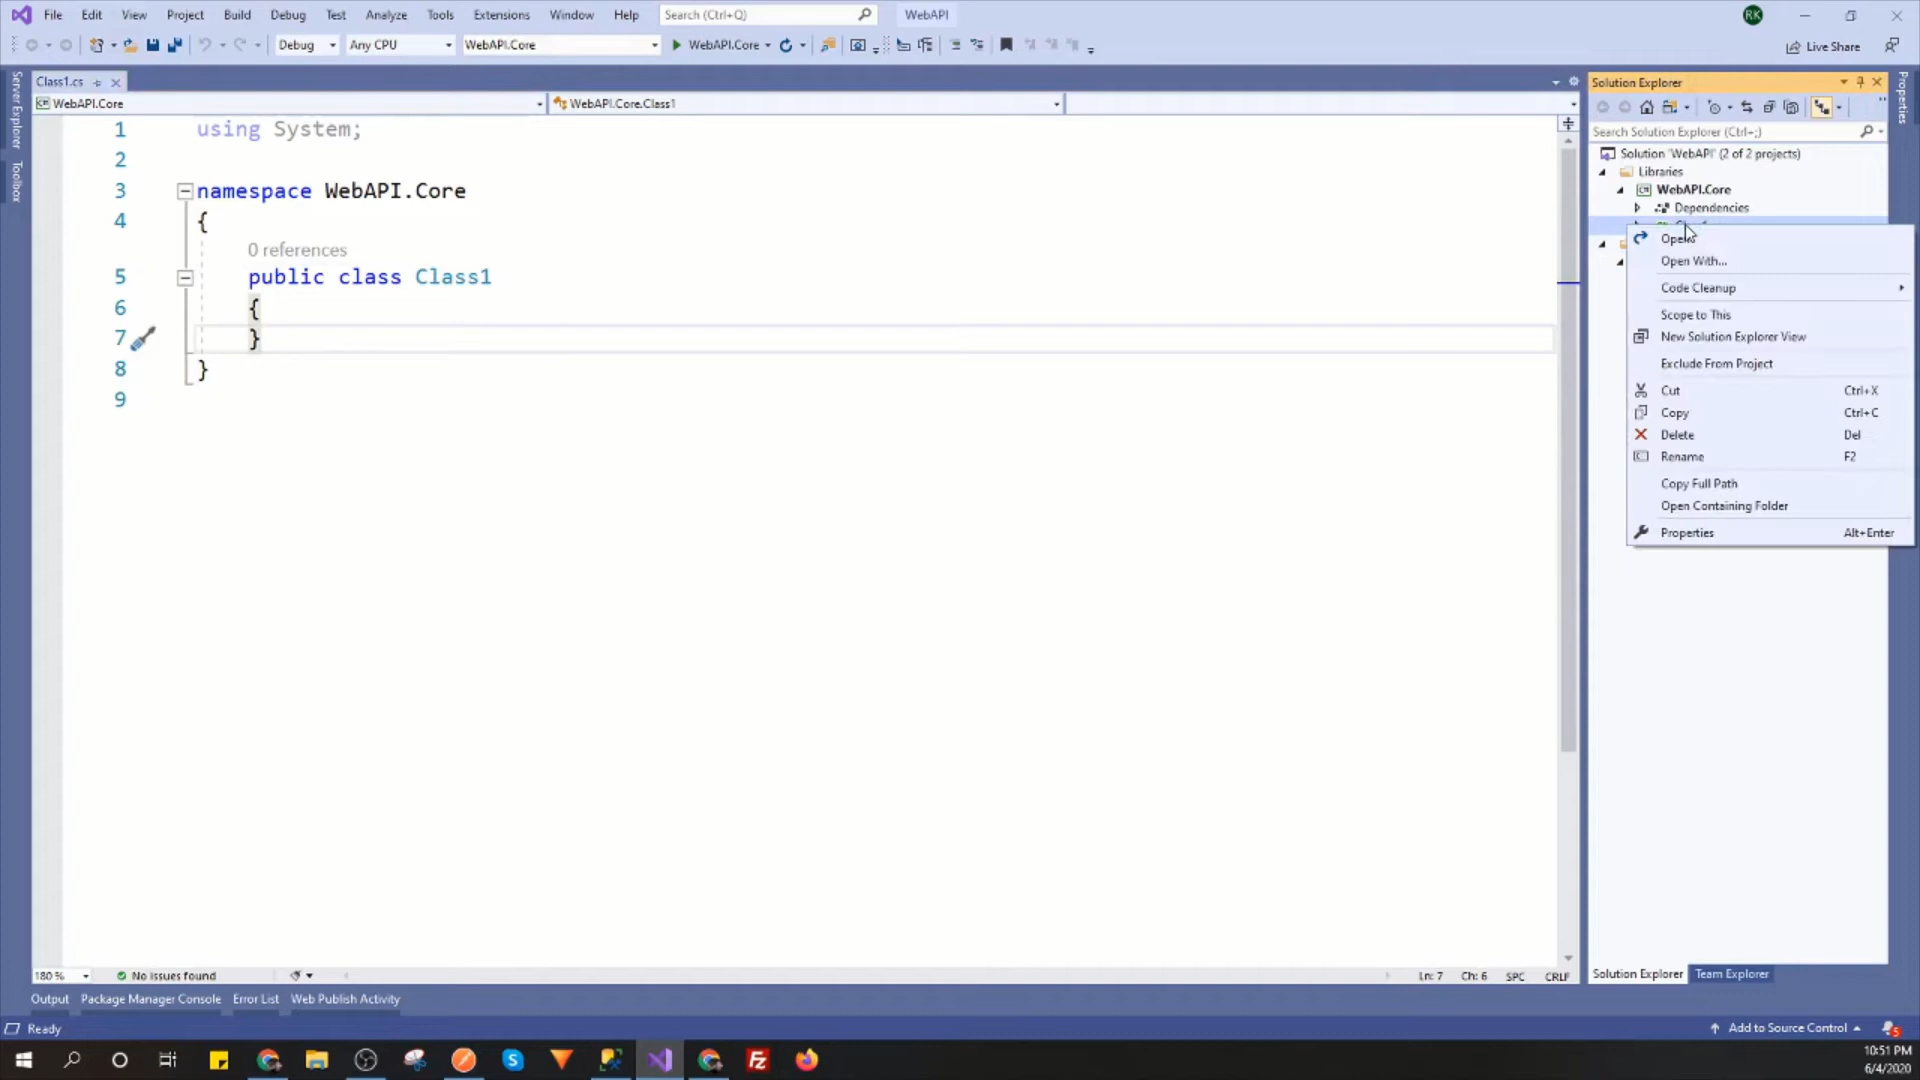 File Edit View Project Build Debug Test Analyze Tools Extensions Window Help Search (Ctrl+Q) WebAPI RK
Debug Any CPU WebAPI.Core WebAPI.Core Live Share
Server Explorer
Toolbox
Class1.cs
WebAPI.Core WebAPI.Core.Class1
1 using System;
2
3 namespace WebAPI.Core
4 {
0 references
5 public class Class1
6 {
7 }
8 }
9
180 % No issues found Ln: 7 Ch: 6 SPC CRLF
Solution Explorer
Properties
Search Solution Explorer (Ctrl+;)
Solution 'WebAPI' (2 of 2 projects)
Libraries
WebAPI.Core
Dependencies
Open
Open With...
Code Cleanup
Scope to This
New Solution Explorer View
Exclude From Project
Cut Ctrl+X
Copy Ctrl+C
Delete Del
Rename F2
Copy Full Path
Open Containing Folder
Properties Alt+Enter
Solution Explorer Team Explorer
Output Package Manager Console Error List Web Publish Activity
Ready Add to Source Control 5
10:51 PM
6/4/2020